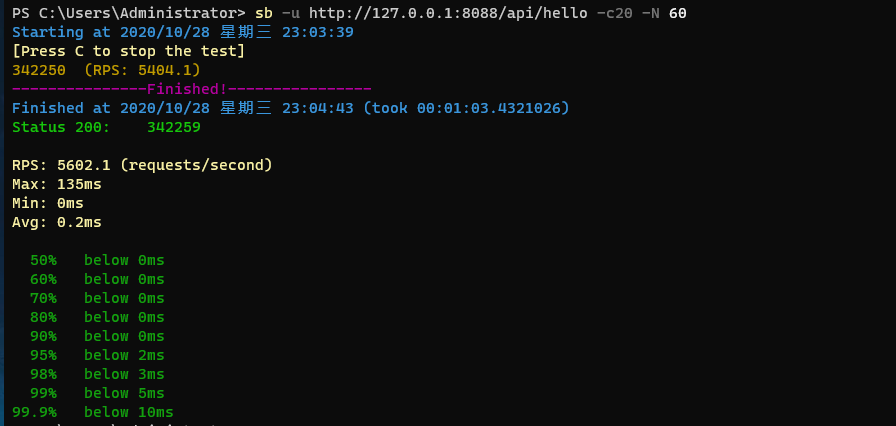 PS C:\Users\Administrator> sb -u http://127.0.0.1:8088/api/hello -c20 -N 60
Starting at 2020/10/28 星期三 23:03:39
[Press C to stop the test]
342250  (RPS: 5404.1)
---------------Finished!----------------
Finished at 2020/10/28 星期三 23:04:43 (took 00:01:03.4321026)
Status 200:    342259
RPS: 5602.1 (requests/second)
Max: 135ms
Min: 0ms
Avg: 0.2ms
50%   below 0ms
60%   below 0ms
70%   below 0ms
80%   below 0ms
90%   below 0ms
95%   below 2ms
98%   below 3ms
99%   below 5ms
99.9%   below 10ms